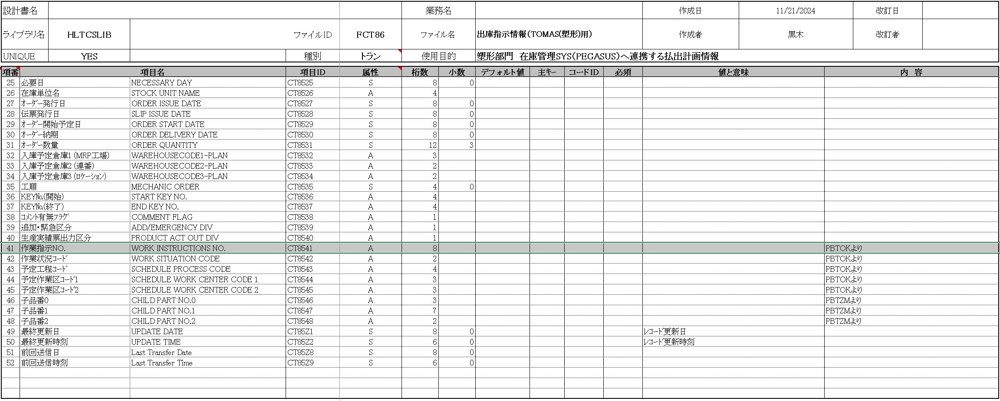 設計書名 業務名 作成日 11/21/2024 改訂日
ライブラリ名 HLTCSLIB ファイルID FCT86 ファイル名 出庫指示情報(TOMAS(塑形)用) 作成者 黒木 改訂者
UNIQUE YES 種別 トラン 使用目的 塑形部門 在庫管理SYS(PEGASUS)へ連携する払出計画情報
項番 項目名 項目ID 属性 桁数 小数 デフォルト値 主キー コードID 必須 値と意味 内 容
25 必要日 NECESSARY DAY CT8525 S 8 0
26 在庫単位名 STOCK UNIT NAME CT8526 A 4
27 オーダー発行日 ORDER ISSUE DATE CT8527 S 8 0
28 伝票発行日 SLIP ISSUE DATE CT8528 S 8 0
29 オーダー開始予定日 ORDER START DATE CT8529 S 8 0
30 オーダー納期 ORDER DELIVERY DATE CT8530 S 8 0
31 オーダー数量 ORDER QUANTITY CT8531 S 12 3
32 入庫予定倉庫1 (MRP工場) WAREHOUSECODE1-PLAN CT8532 A 3
33 入庫予定倉庫2 (連番) WAREHOUSECODE2-PLAN CT8533 A 2
34 入庫予定倉庫3 (ロケーション) WAREHOUSECODE3-PLAN CT8534 A 2
35 工順 MECHANIC ORDER CT8535 S 4 0
36 KEY№(開始) START KEY NO. CT8536 A 4
37 KEY№(終了) END KEY NO. CT8537 A 4
38 コメント有無フラグ COMMENT FLAG CT8538 A 1
39 追加・緊急区分 ADD/EMERGENCY DIV CT8539 A 1
40 生産実績票出力区分 PRODUCT ACT OUT DIV CT8540 A 1
41 作業指示NO. WORK INSTRUCTIONS NO. CT8541 A 8 PBTOKより
42 作業状況コード WORK SITUATION CODE CT8542 A 2 PBTOKより
43 予定工程コード SCHEDULE PROCESS CODE CT8543 A 4 PBTOKより
44 予定作業区コード1 SCHEDULE WORK CENTER CODE 1 CT8544 A 3 PBTOKより
45 予定作業区コード2 SCHEDULE WORK CENTER CODE 2 CT8545 A 3 PBTOKより
46 子品番0 CHILD PART NO.0 CT8546 A 3 PBTZMより
47 子品番1 CHILD PART NO.1 CT8547 A 7 PBTZMより
48 子品番2 CHILD PART NO.2 CT8548 A 2 PBTZMより
49 最終更新日 UPDATE DATE CT85Z1 S 8 0 レコード更新日
50 最終更新時刻 UPDATE TIME CT85Z2 S 6 0 レコード更新時刻
51 前回送信日 Last Transfer Date CT85Z8 S 8 0
52 前回送信時刻 Last Transfer Time CT85Z9 S 6 0